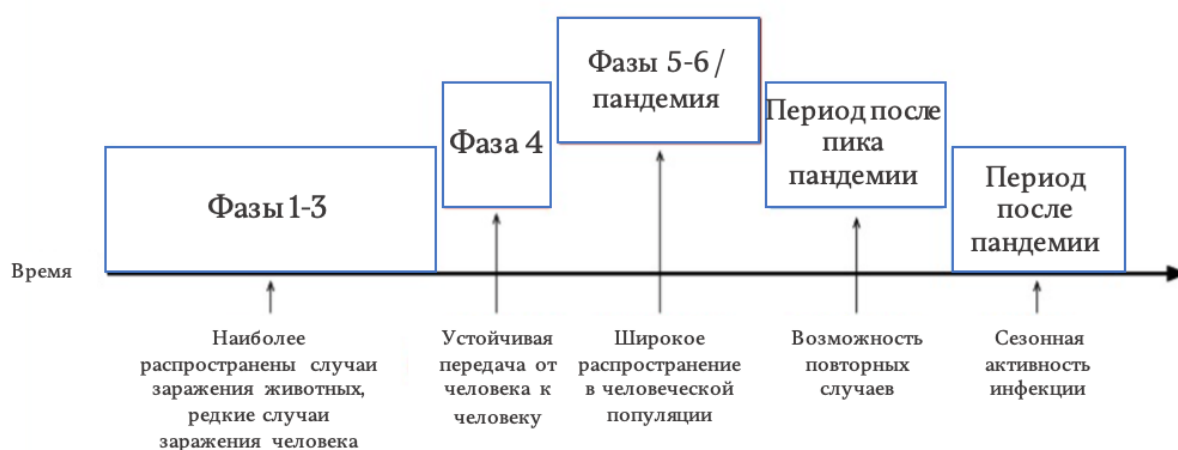 Фазы 5-6 /
пандемия
Фаза 4
Период после
пика
пандемии
Фазы 1-3
Период
после
пандемии
Время
Наиболее
распространены случаи
заражения животных,
редкие случаи
заражения человека
Устойчивая
передача от
человека к
человеку
Широкое
распространение
в человеческой
популяции
Возможность
повторных
случаев
Сезонная
активность
инфекции